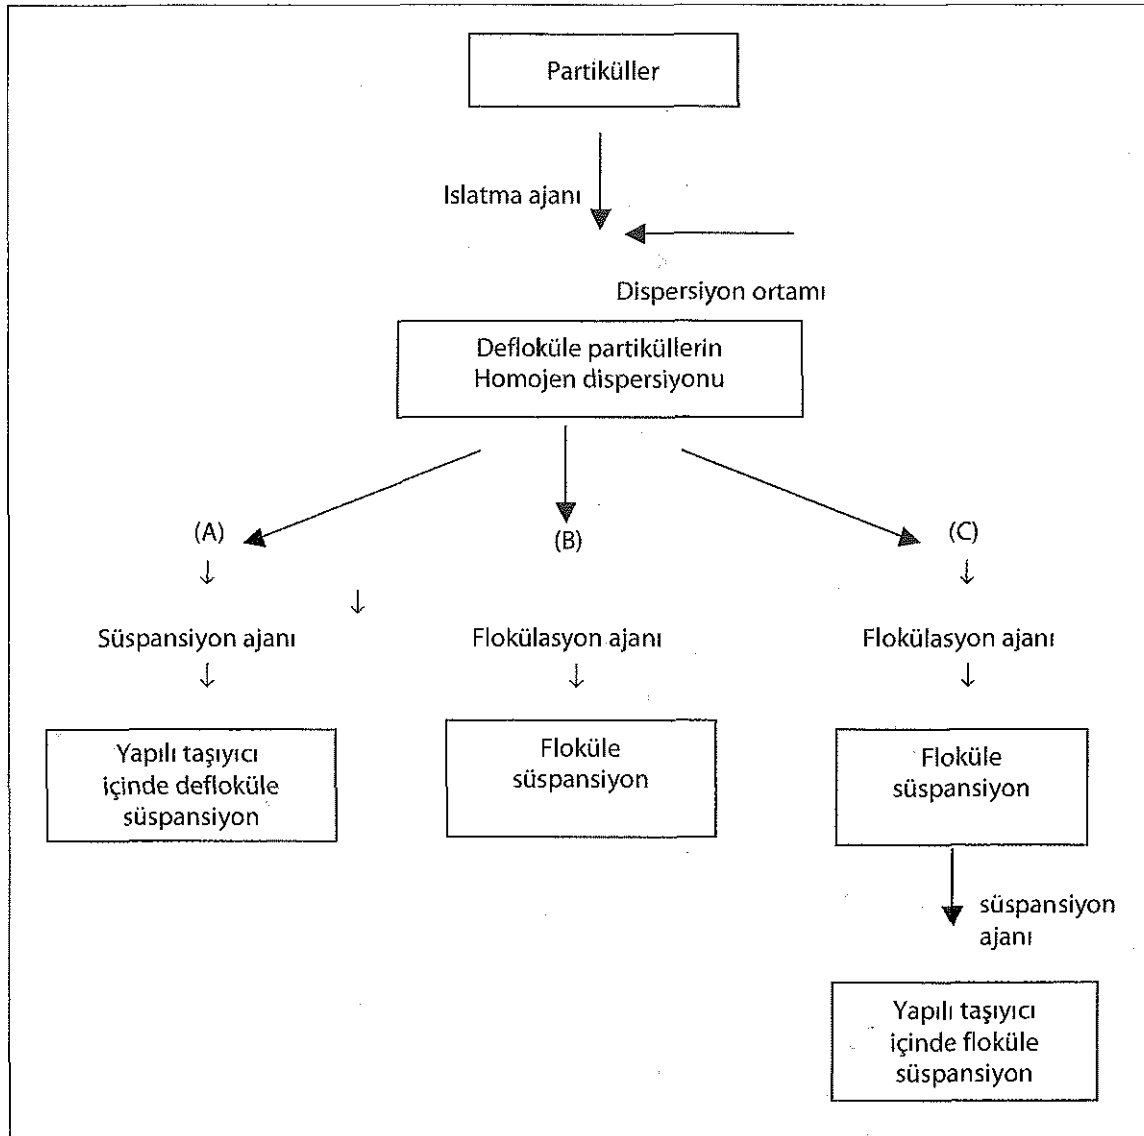 Partiküller
Islatma ajanı
Dispersiyon ortamı
Defloküle partiküllerin
Homojen dispersiyonu
(A)
(B)
(C)
Süspansiyon ajanı
Flokülasyon ajanı
Flokülasyon ajanı
Yapılı taşıyıcı
içinde defloküle
süspansiyon
Floküle
süspansiyon
Floküle
süspansiyon
süspansiyon
ajanı
Yapılı taşıyıcı
içinde floküle
süspansiyon